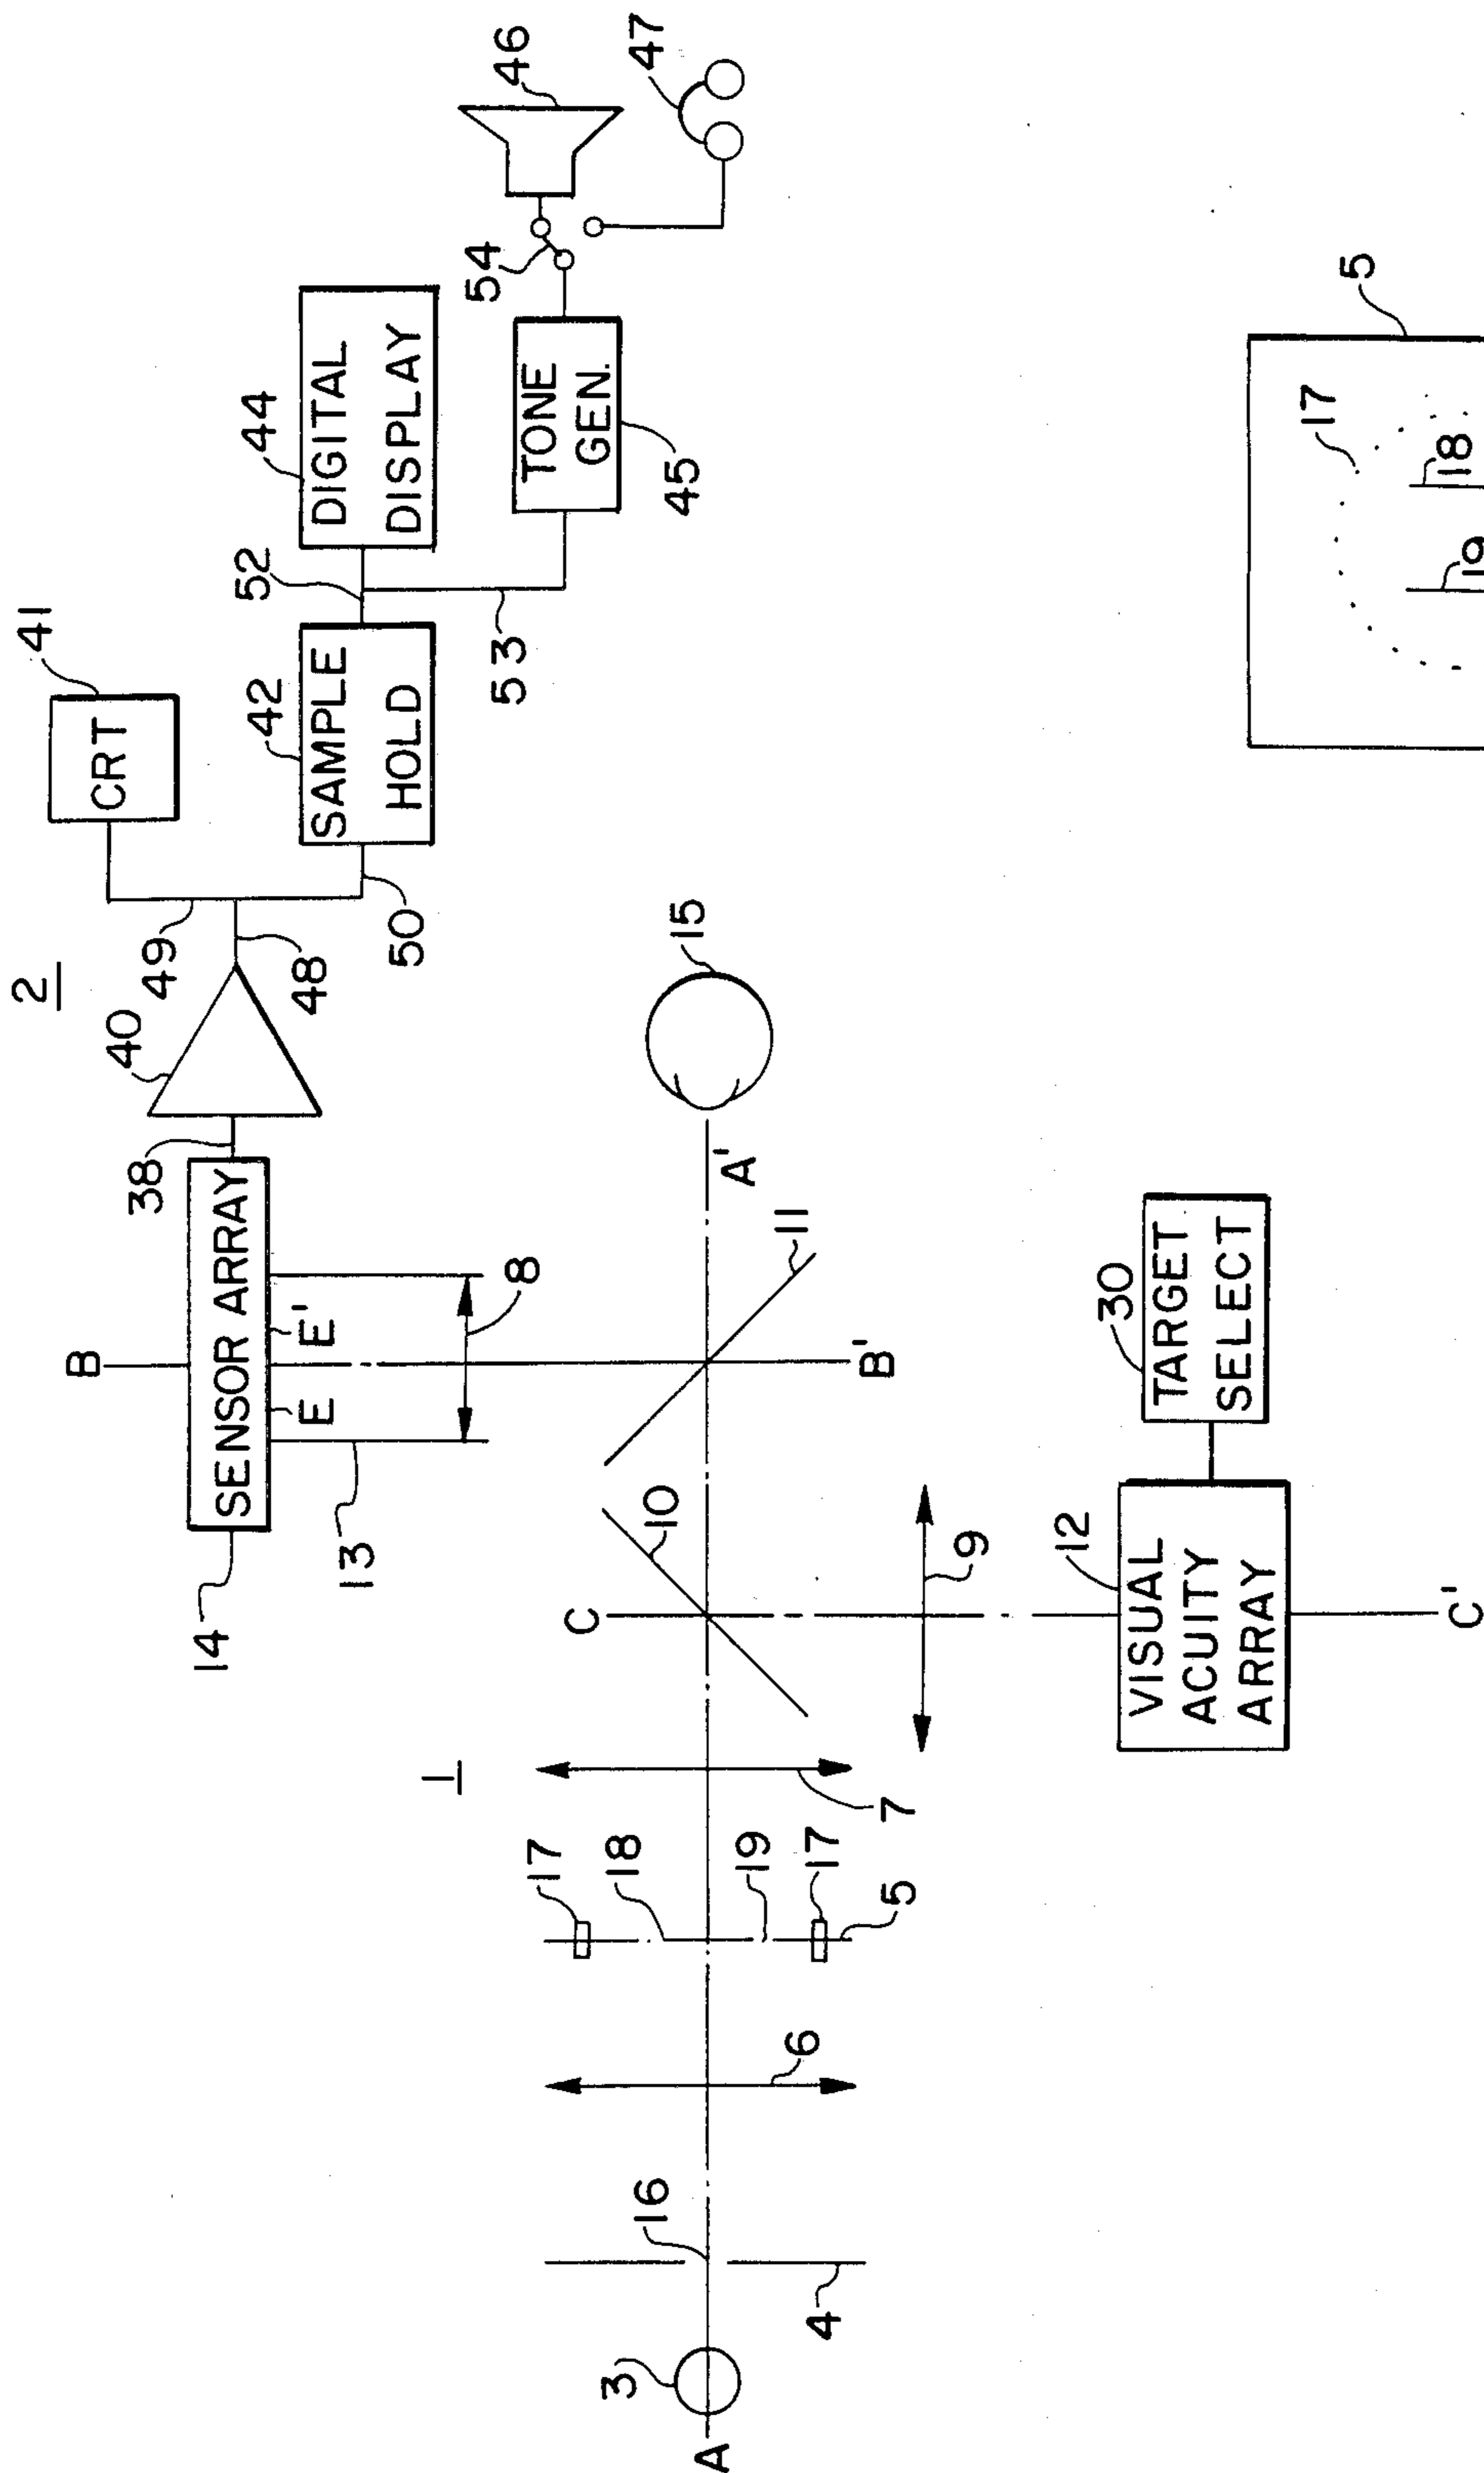 2
41
CRT
46
47
44
DIGITAL
DISPLAY
54
52
42
SAMPLE
HOLD
TONE
GEN.
45
53
40
49
48
50
38
B
14
SENSOR ARRAY
E
E'
13
8
15
1
C
10
11
A'
B'
17
18
7
16
3
A
4
6
19
17
5
9
12
VISUAL
ACUITY
ARRAY
30
TARGET
SELECT
C'
5
17
18
19